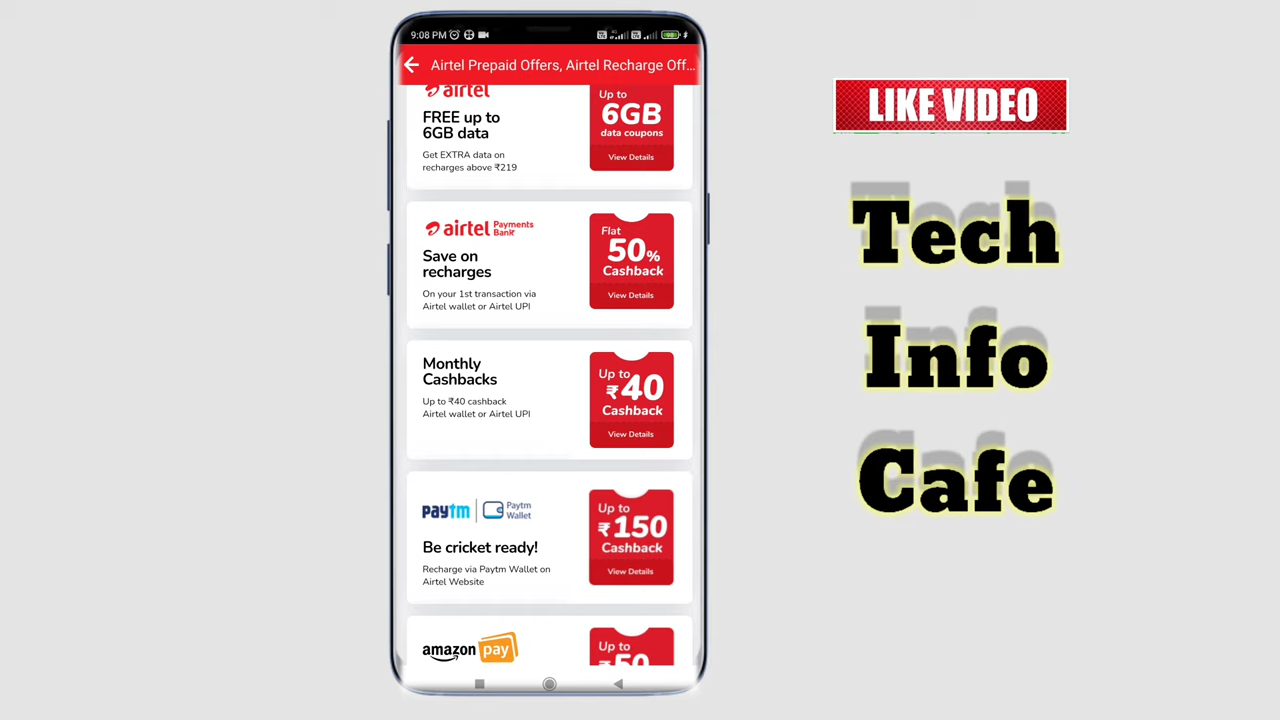 9:08 PM
Airtel Prepaid Offers, Airtel Recharge Off...
airtel
FREE up to
6GB data
Get EXTRA data on
recharges above ₹219
Up to
6GB
data coupons
View Details
airtel Payments Bank
Save on
recharges
On your 1st transaction via
Airtel wallet or Airtel UPI
Flat
50%
Cashback
View Details
Monthly
Cashbacks
Up to ₹40 cashback
Airtel wallet or Airtel UPI
Up to
₹40
Cashback
View Details
paytm Paytm Wallet
Be cricket ready!
Recharge via Paytm Wallet on
Airtel Website
Up to
₹150
Cashback
View Details
amazon pay
Up to
₹50
LIKE VIDEO
Tech
Info
Cafe